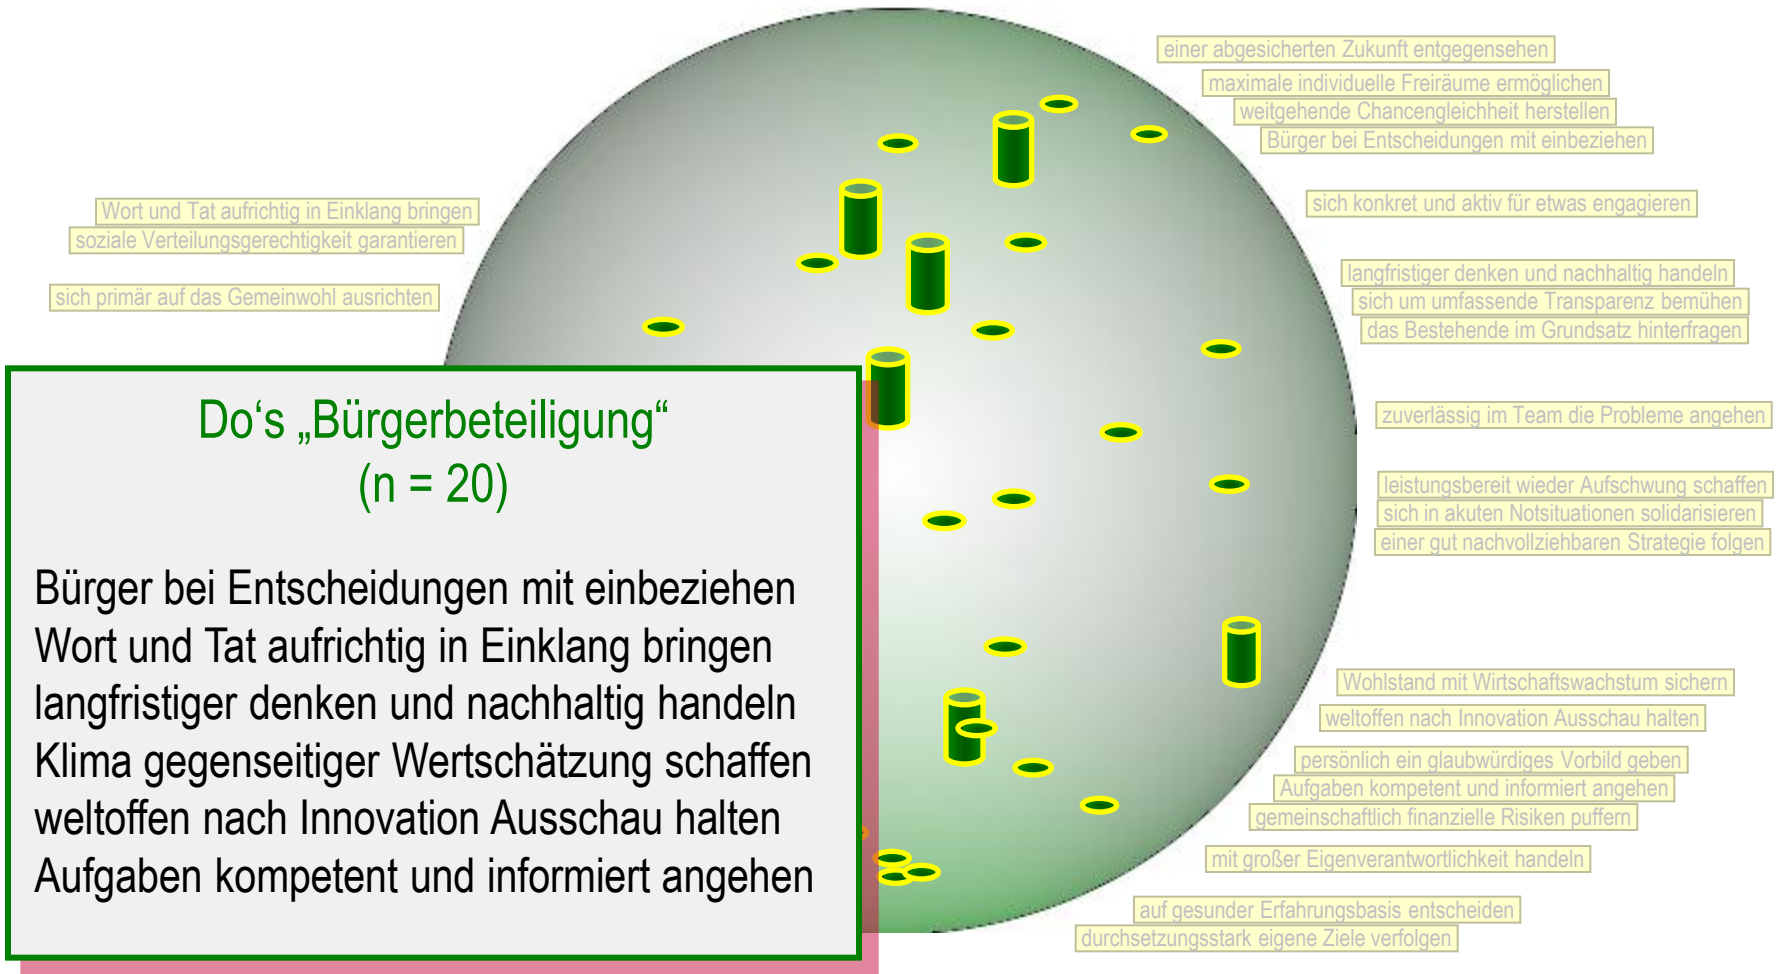 einer abgesicherten Zukunft entgegensehen
maximale individuelle Freiräume ermöglichen
weitgehende Chancengleichheit herstellen
Bürger bei Entscheidungen mit einbeziehen
sich konkret und aktiv für etwas engagieren
langfristiger denken und nachhaltig handeln
sich um umfassende Transparenz bemühen
das Bestehende im Grundsatz hinterfragen
zuverlässig im Team die Probleme angehen
leistungsbereit wieder Aufschwung schaffen
sich in akuten Notsituationen solidarisieren
einer gut nachvollziehbaren Strategie folgen
Wohlstand mit Wirtschaftswachstum sichern
weltoffen nach Innovation Ausschau halten
persönlich ein glaubwürdiges Vorbild geben
Aufgaben kompetent und informiert angehen
gemeinschaftlich finanzielle Risiken puffern
mit großer Eigenverantwortlichkeit handeln
auf gesunder Erfahrungsbasis entscheiden
durchsetzungsstark eigene Ziele verfolgen
Wort und Tat aufrichtig in Einklang bringen
soziale Verteilungsgerechtigkeit garantieren
sich primär auf das Gemeinwohl ausrichten
Do‘s „Bürgerbeteiligung“
(n = 20)
Bürger bei Entscheidungen mit einbeziehen
Wort und Tat aufrichtig in Einklang bringen
langfristiger denken und nachhaltig handeln
Klima gegenseitiger Wertschätzung schaffen
weltoffen nach Innovation Ausschau halten
Aufgaben kompetent und informiert angehen